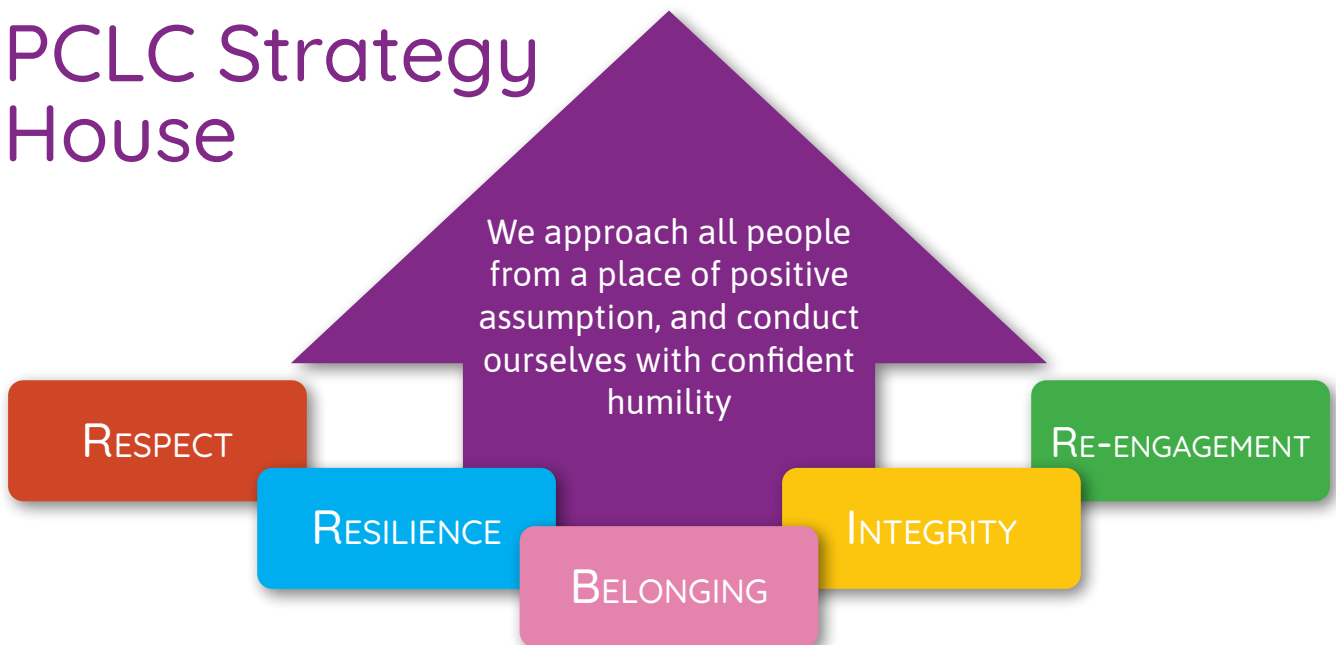 PCLC Strategy
House
We approach all people
from a place of positive
assumption, and conduct
ourselves with confident
humility
Respect
Resilience
Belonging
Integrity
Re-engagement